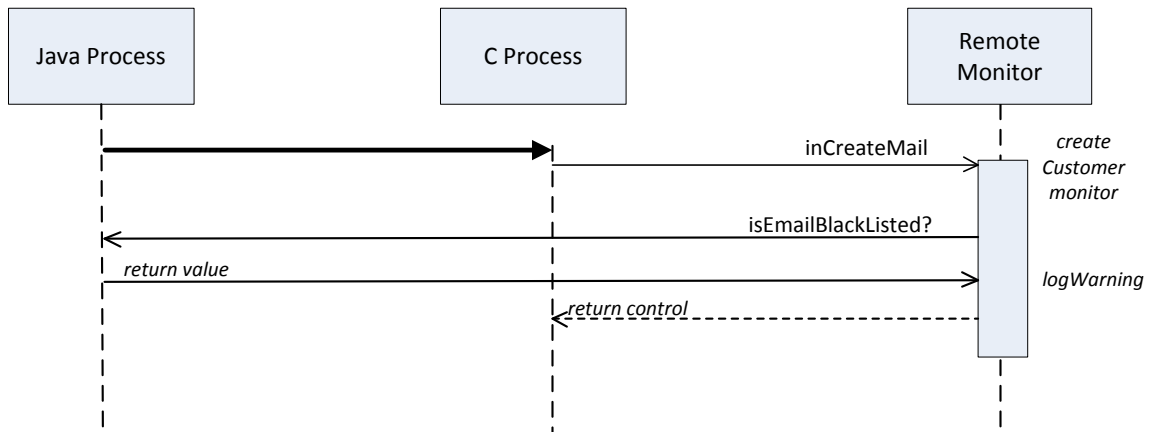 Java Process
C Process
Remote
Monitor
inCreateMail
create
Customer
monitor
isEmailBlackListed?
return value
logWarning
return control